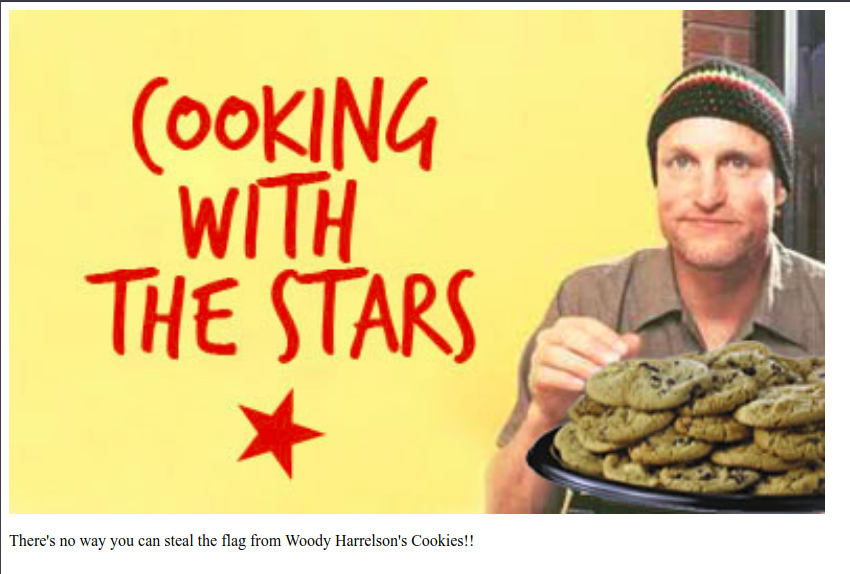 COOKING
WITH
THE STARS
There's no way you can steal the flag from Woody Harrelson's Cookies!!